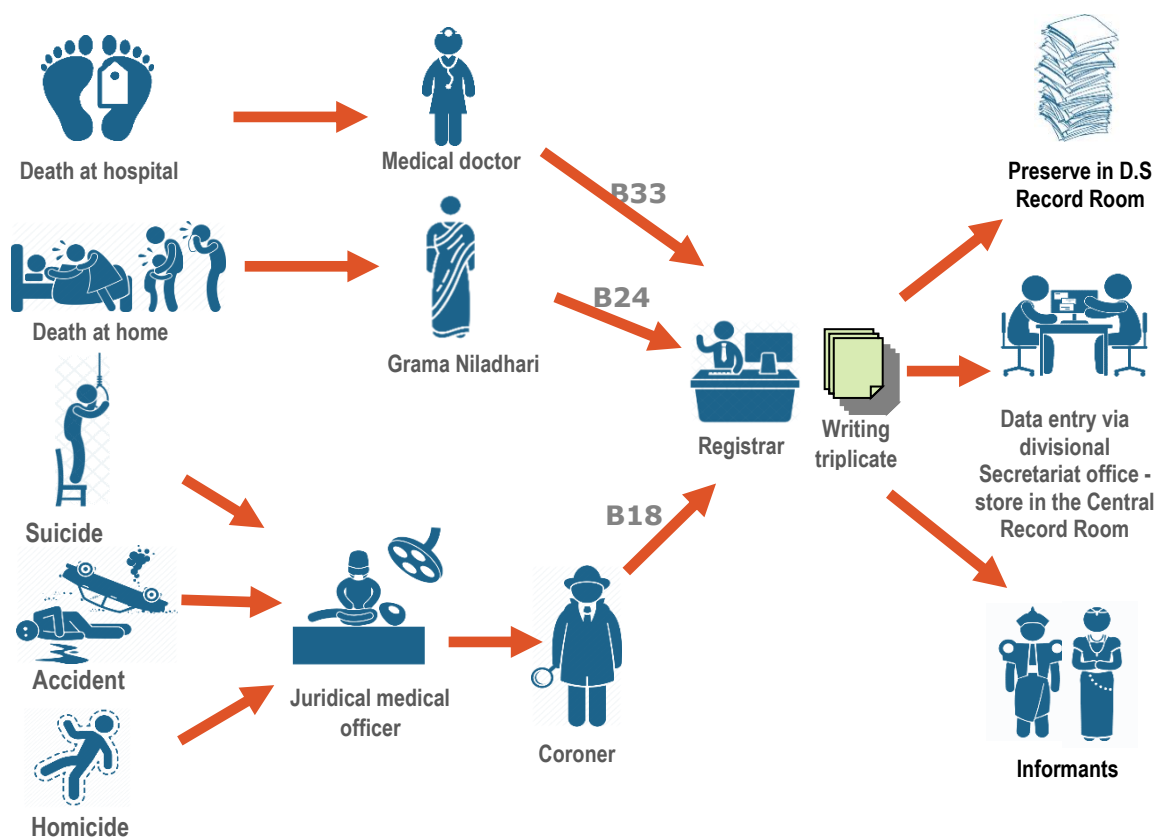 Death at hospital
Medical doctor
B33
Preserve in D.S
Record Room
Death at home
Grama Niladhari
B24
Registrar
Writing
triplicate
Data entry via
divisional
Secretariat office -
store in the Central
Record Room
Suicide
B18
Accident
Juridical medical
officer
Coroner
Informants
Homicide